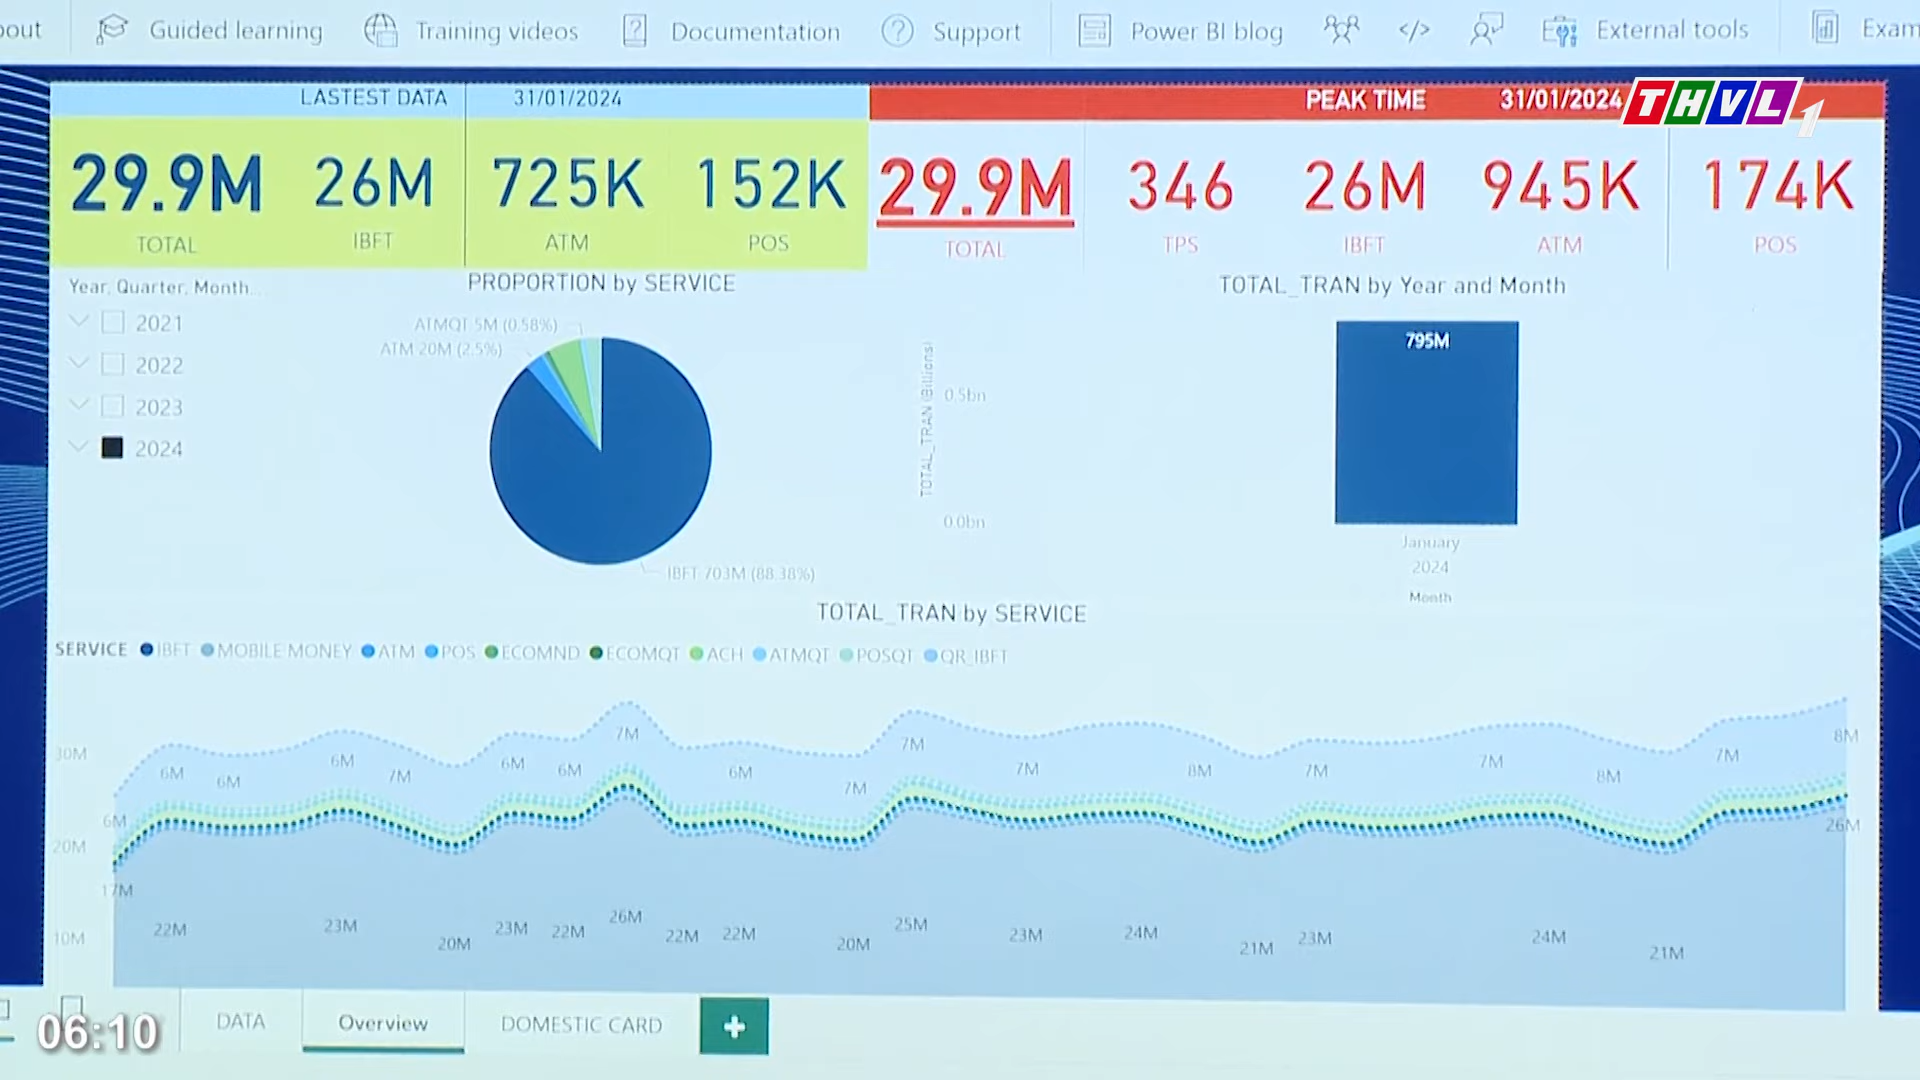 Guided learning
Training videos
Documentation
Support
Power BI blog
</>
External tools
LASTEST DATA 31/01/2024
PEAK TIME 31/01/2024
THVL1
29.9M 26M 725K 152K
TOTAL IBFT ATM POS
29.9M 346 26M 945K 174K
TOTAL TPS IBFT ATM POS
Year, Quarter, Month...
2021
2022
2023
2024
PROPORTION by SERVICE
ATMQT 5M (0.58%)
ATM 20M (2.5%)
IBFT 703M (88.38%)
TOTAL_TRAN by Year and Month
TOTAL_TRAN (Billions)
0.5bn
0.0bn
795M
January
2024
Month
TOTAL_TRAN by SERVICE
SERVICE IBFT MOBILE MONEY ATM POS ECOMND ECOMQT ACH ATMQT POSQT QR_IBFT
30M
20M
10M
6M 6M 6M 6M 7M 6M 6M 7M 6M 7M 7M 7M 8M 7M 7M 8M 7M 8M
17M 22M 23M 20M 23M 22M 26M 22M 22M 20M 25M 23M 24M 21M 23M 24M 21M 26M
06:10
DATA
Overview
DOMESTIC CARD
+